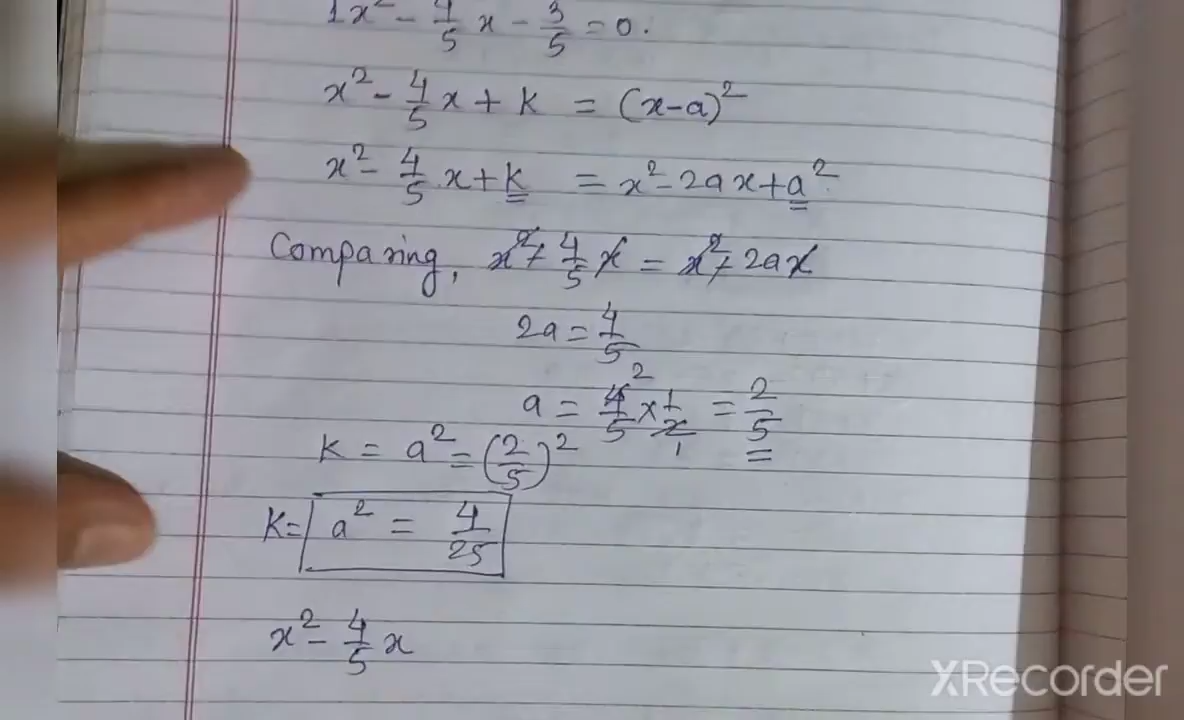 1x² - 4/5 x - 3/5 = 0.
x² - 4/5 x + k = (x-a)²
x² - 4/5 x + k = x² - 2ax + a²
Comparing, x² - 4/5 x = x² - 2ax
2a = 4/5
a = 4/5 × 1/2 = 2/5
K = a² = (2/5)²
K = a² = 4/25
x² - 4/5 x
XRecorder